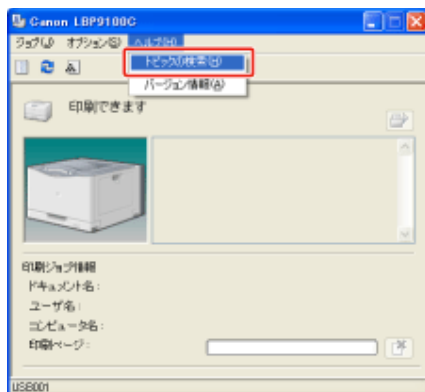 Canon LBP9100C
ジョブ(J) オプション(S) ヘルプ(H)
トピックの検索(H)
バージョン情報(A)
印刷できます
印刷ジョブ情報
ドキュメント名:
ユーザ名:
コンピュータ名:
印刷ページ:
USB001